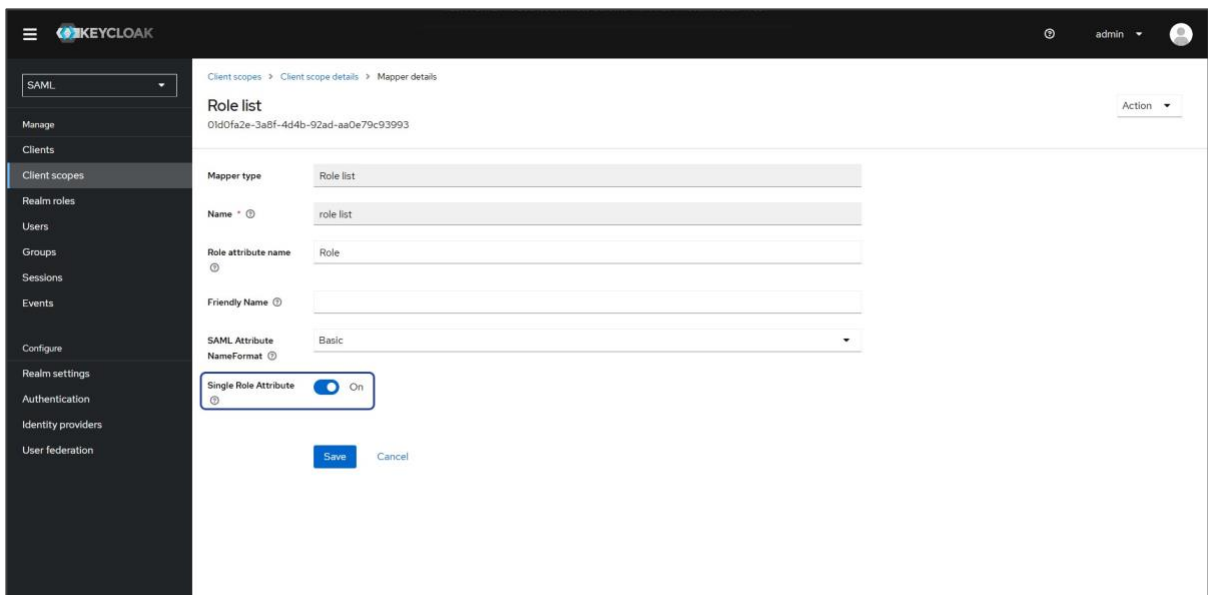 KEYCLOAK
admin
SAML
Manage
Clients
Client scopes
Realm roles
Users
Groups
Sessions
Events
Configure
Realm settings
Authentication
Identity providers
User federation
Client scopes > Client scope details > Mapper details
Role list
01d0fa2e-3a8f-4d4b-92ad-aa0e79c93993
Action
Mapper type Role list
Name * role list
Role attribute name Role
Friendly Name
SAML Attribute Basic
NameFormat
Single Role Attribute On
Save Cancel